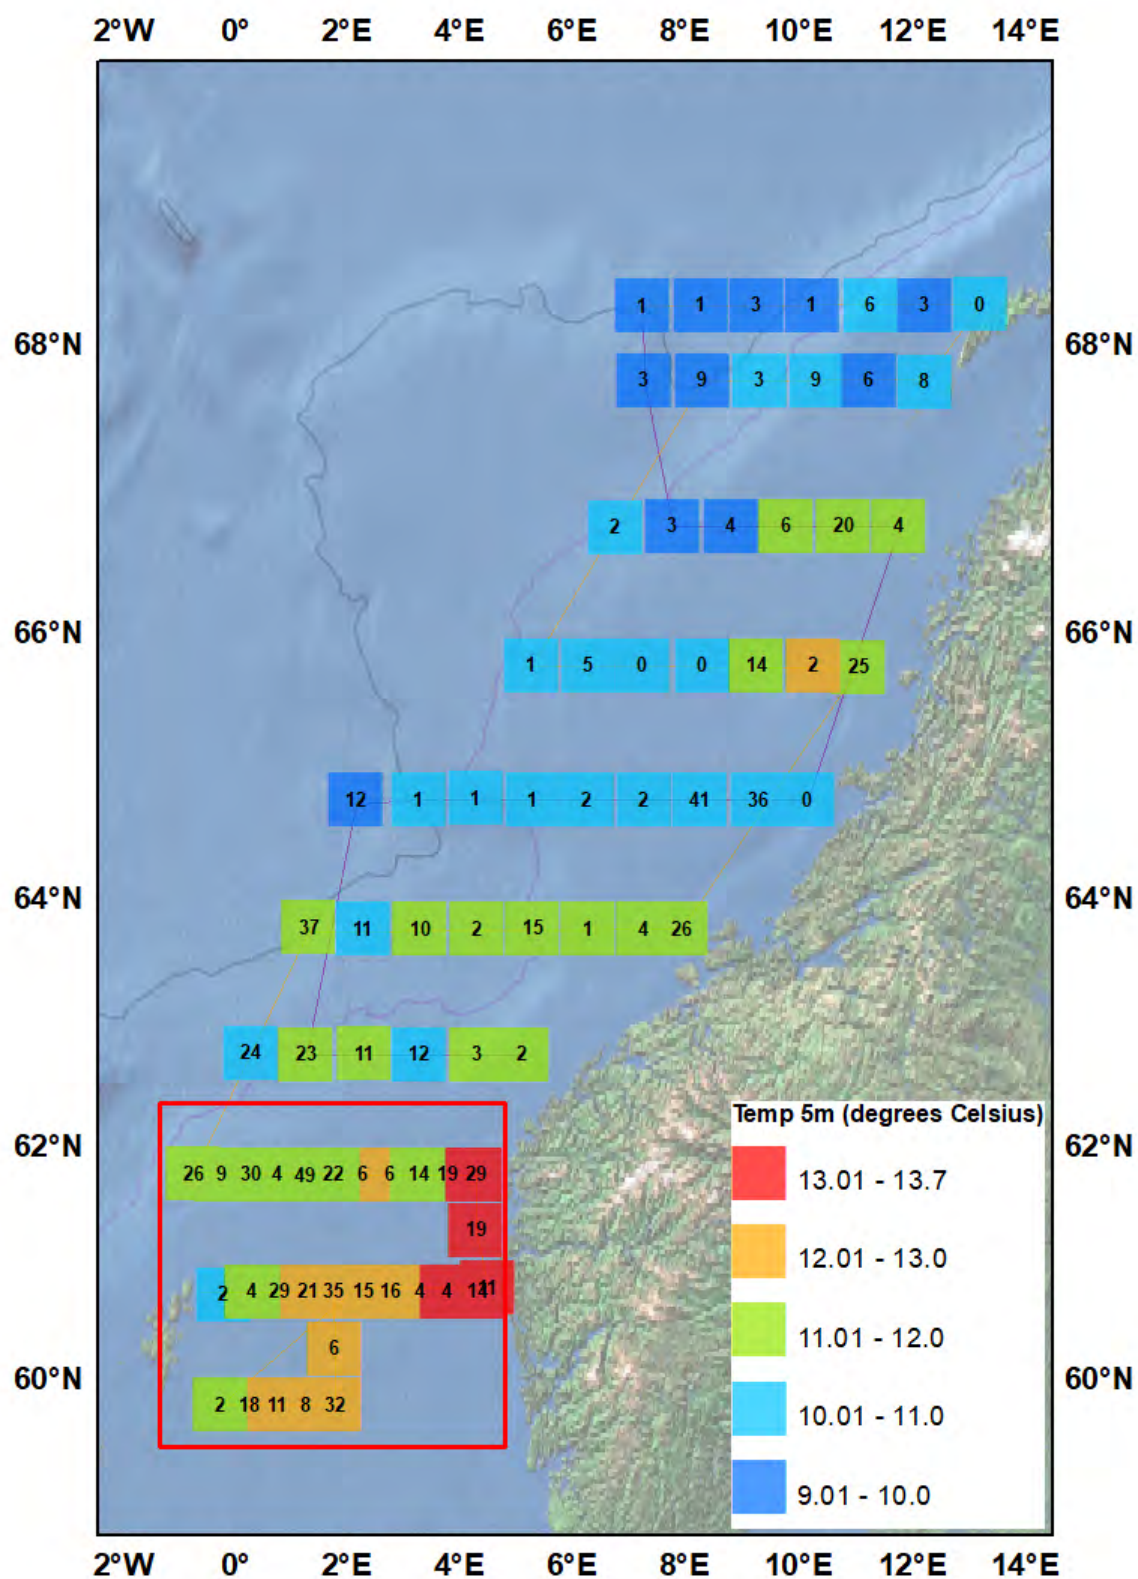 2°W 0° 2°E 4°E 6°E 8°E 10°E 12°E 14°E
1 1 3 1 6 3 0
68°N 68°N
3 9 3 9 6 8
2 3 4 6 20 4
66°N 66°N
1 5 0 0 14 2 25
12 1 1 1 2 2 41 36 0
64°N 64°N
37 11 10 2 15 1 4 26
24 23 11 12 3 2
Temp 5m (degrees Celsius)
62°N 62°N
26 9 30 4 49 22 6 6 14 19 29
13.01 - 13.7
19
12.01 - 13.0
2 4 29 21 35 15 16 4 4 14 11
11.01 - 12.0
6
60°N 60°N
2 18 11 8 32
10.01 - 11.0
9.01 - 10.0
2°W 0° 2°E 4°E 6°E 8°E 10°E 12°E 14°E